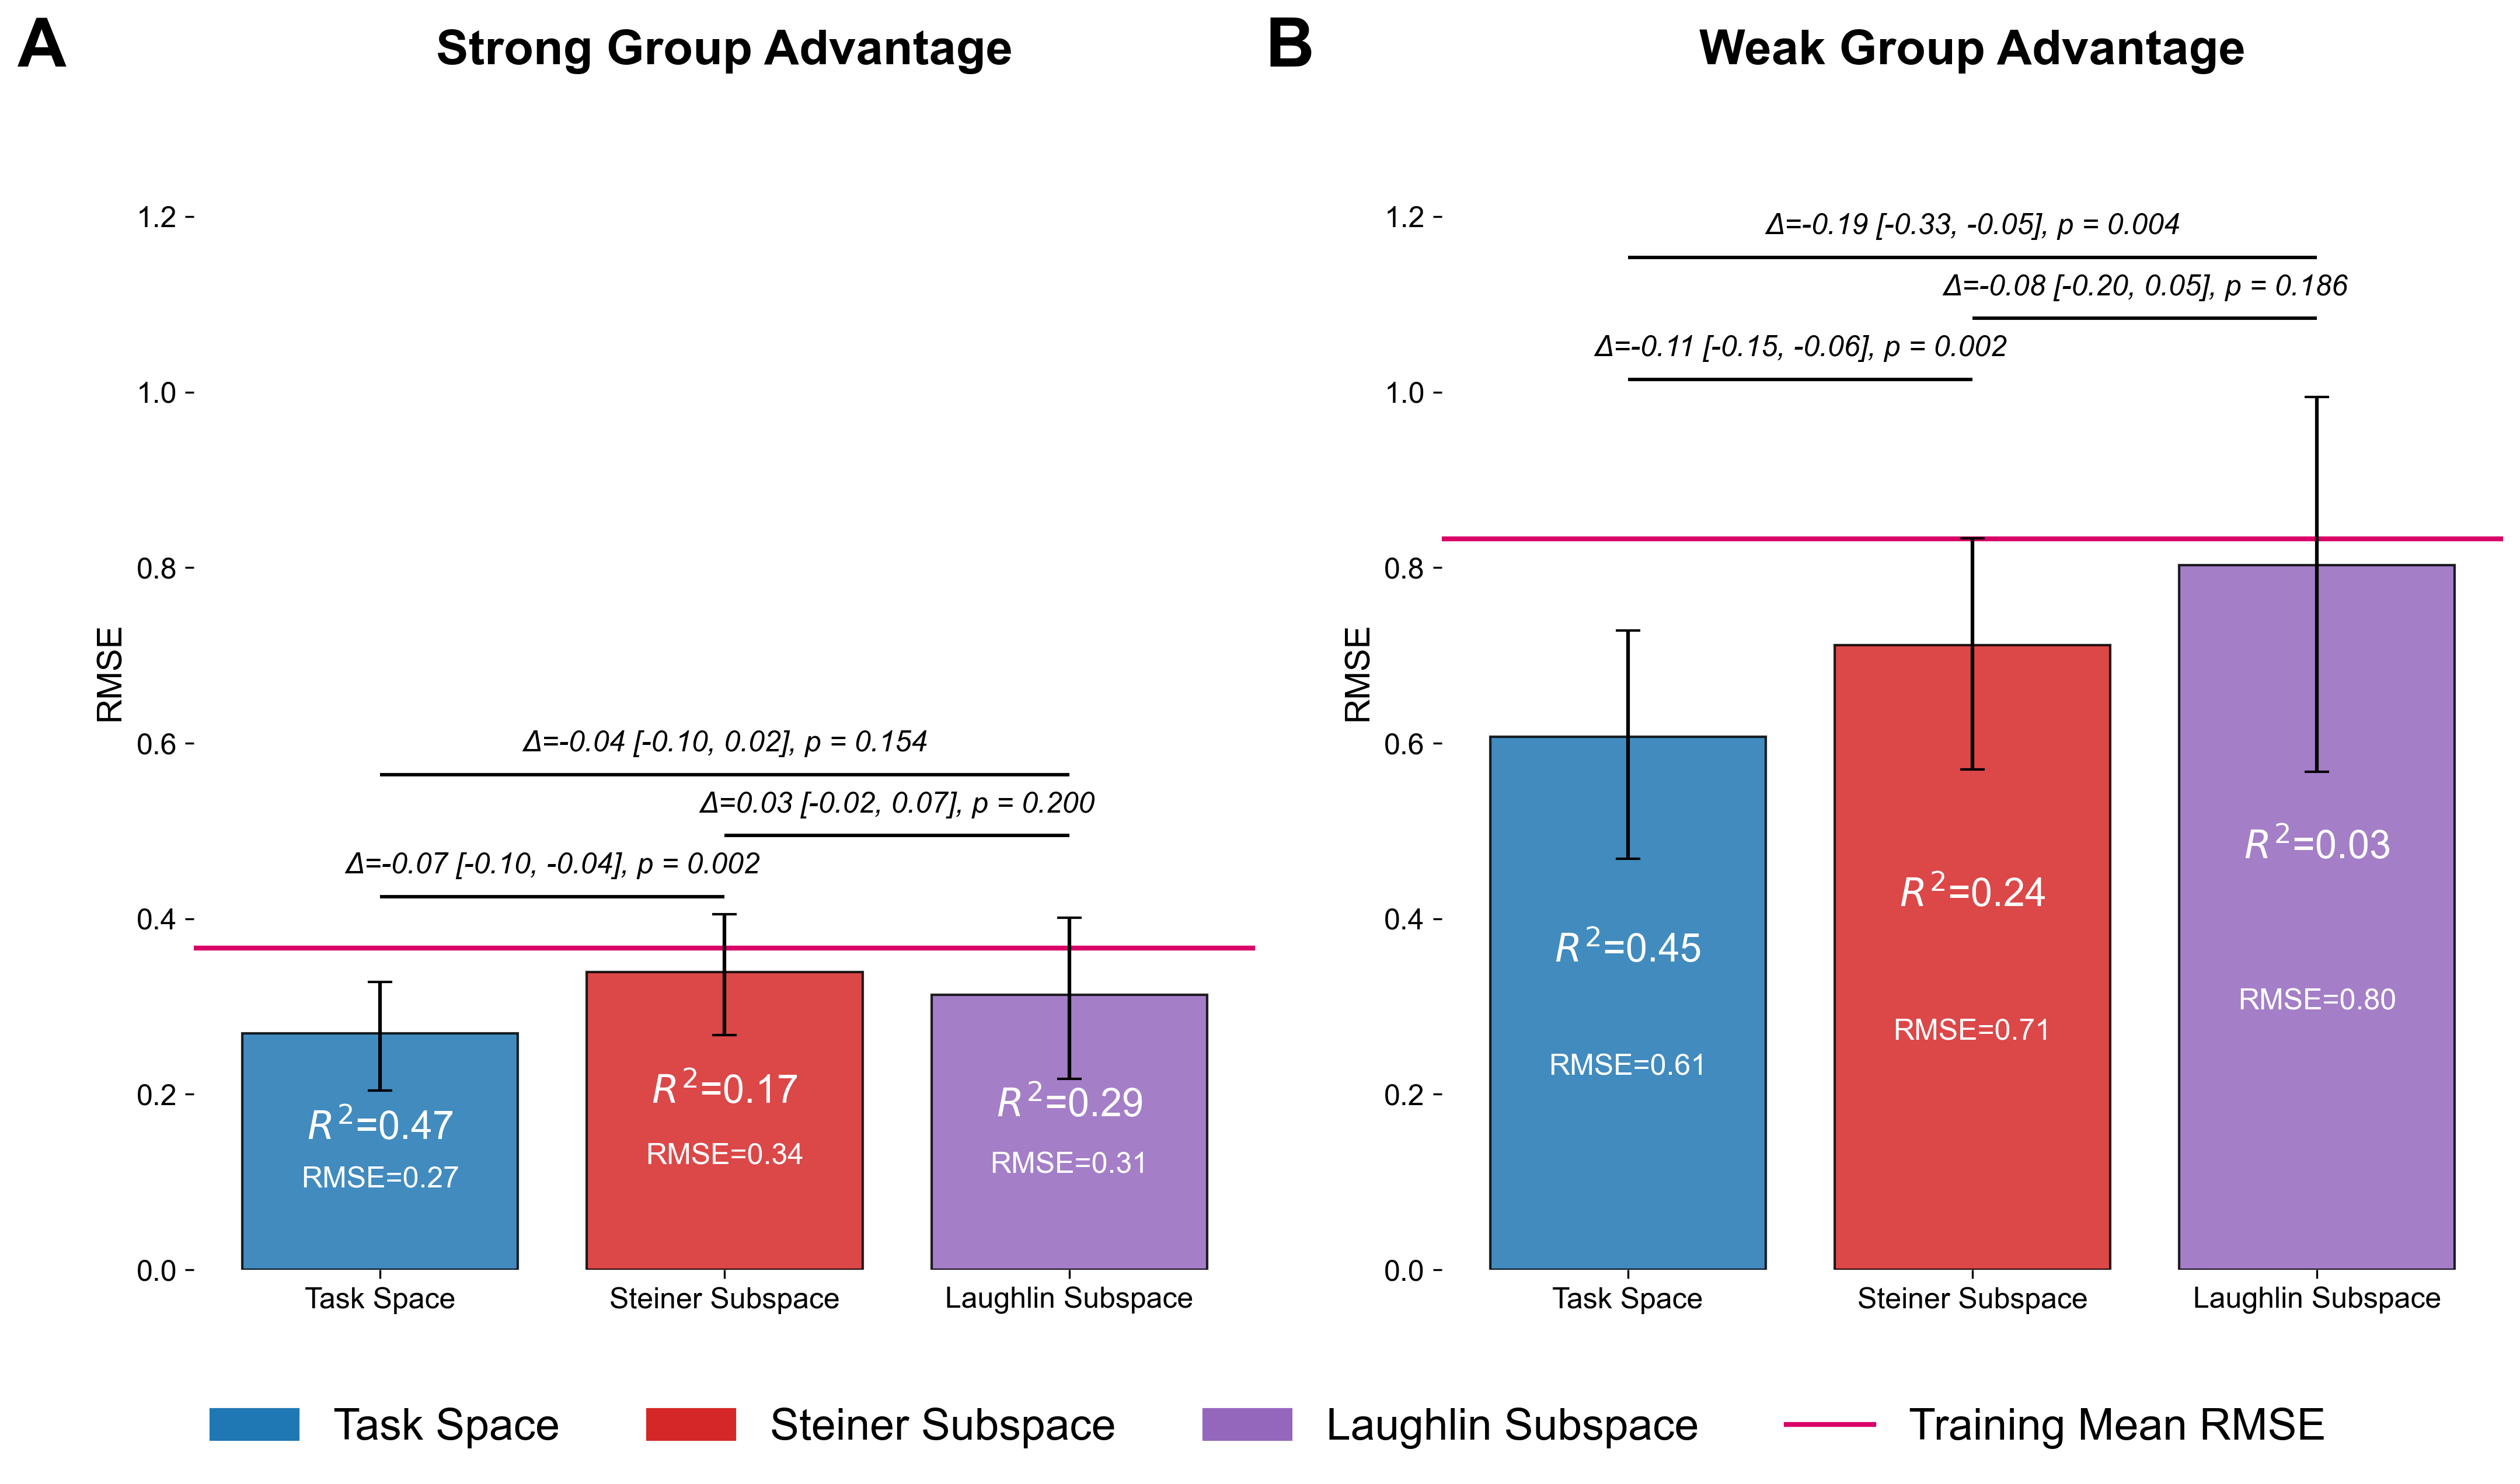 A
Strong Group Advantage
1.2
1.0
0.8
0.6
0.4
0.2
0.0
RMSE
Δ=-0.04 [-0.10, 0.02], p = 0.154
Δ=0.03 [-0.02, 0.07], p = 0.200
Δ=-0.07 [-0.10, -0.04], p = 0.002
R²=0.47
RMSE=0.27
R²=0.17
RMSE=0.34
R²=0.29
RMSE=0.31
Task Space
Steiner Subspace
Laughlin Subspace
B
Weak Group Advantage
1.2
1.0
0.8
0.6
0.4
0.2
0.0
RMSE
Δ=-0.19 [-0.33, -0.05], p = 0.004
Δ=-0.08 [-0.20, 0.05], p = 0.186
Δ=-0.11 [-0.15, -0.06], p = 0.002
R²=0.45
RMSE=0.61
R²=0.24
RMSE=0.71
R²=0.03
RMSE=0.80
Task Space
Steiner Subspace
Laughlin Subspace
Task Space
Steiner Subspace
Laughlin Subspace
Training Mean RMSE